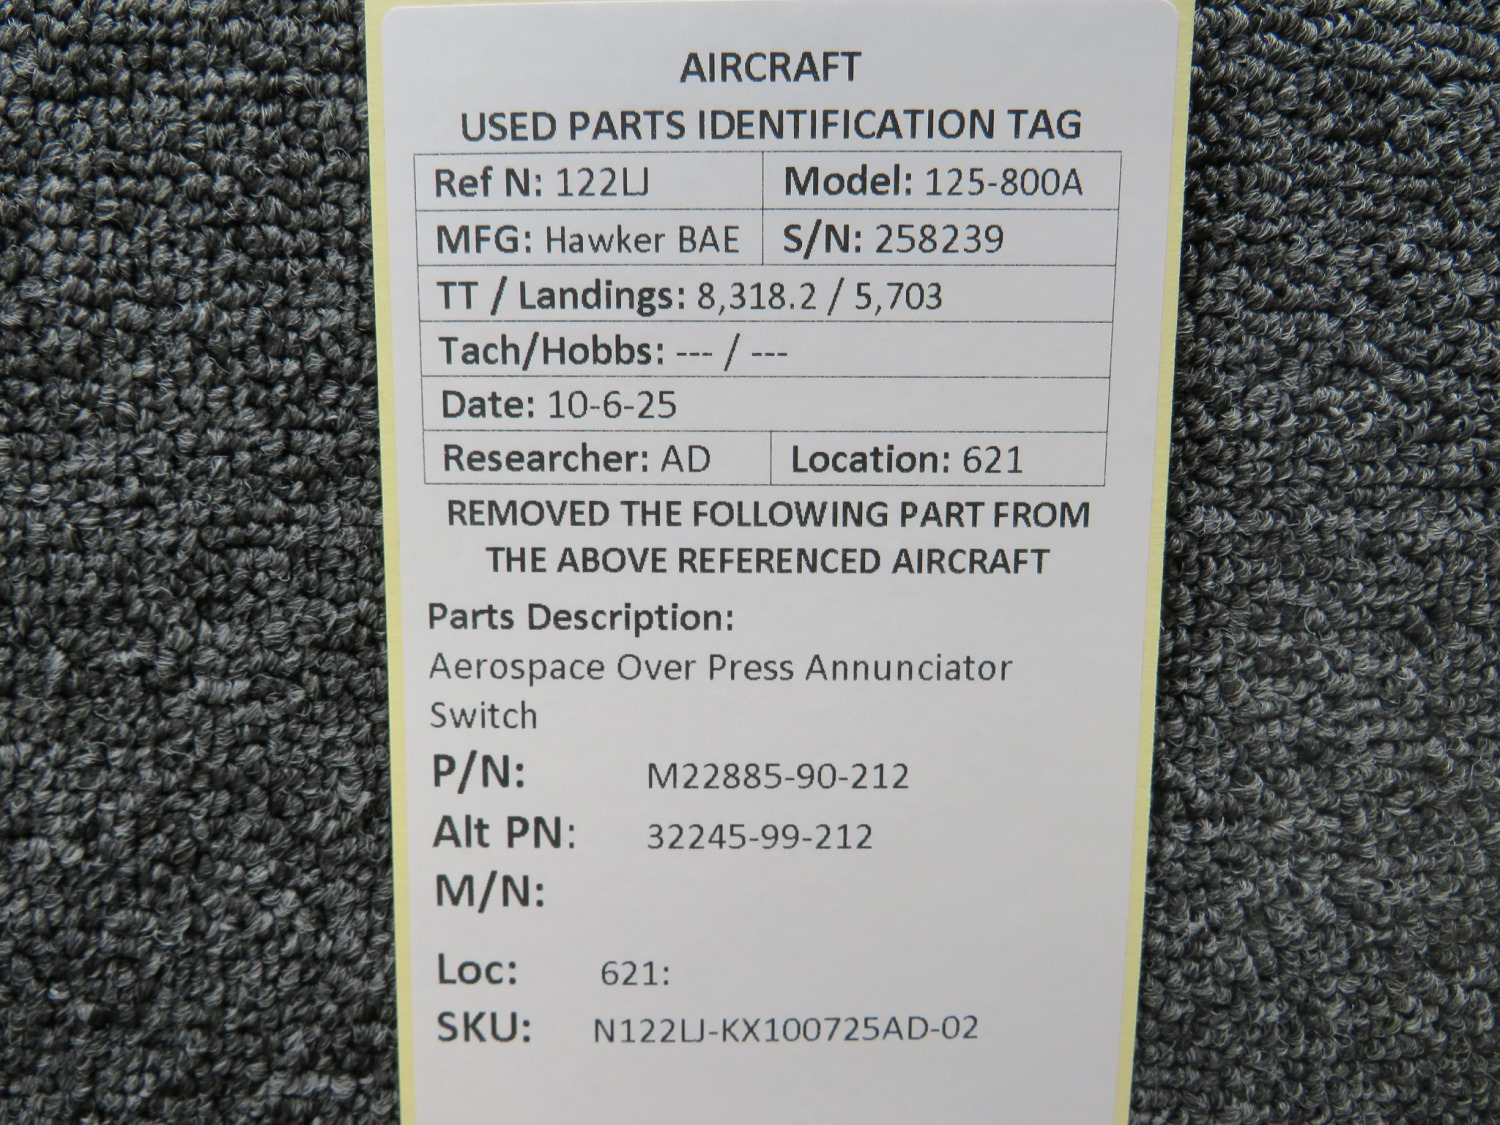 AIRCRAFT
USED PARTS IDENTIFICATION TAG
Ref N: 122LJ Model: 125-800A
MFG: Hawker BAE S/N: 258239
TT / Landings: 8,318.2 / 5,703
Tach/Hobbs: --- / ---
Date: 10-6-25
Researcher: AD Location: 621
REMOVED THE FOLLOWING PART FROM
THE ABOVE REFERENCED AIRCRAFT
Parts Description:
Aerospace Over Press Annunciator
Switch
P/N: M22885-90-212
Alt PN: 32245-99-212
M/N:
Loc: 621:
SKU: N122LJ-KX100725AD-02